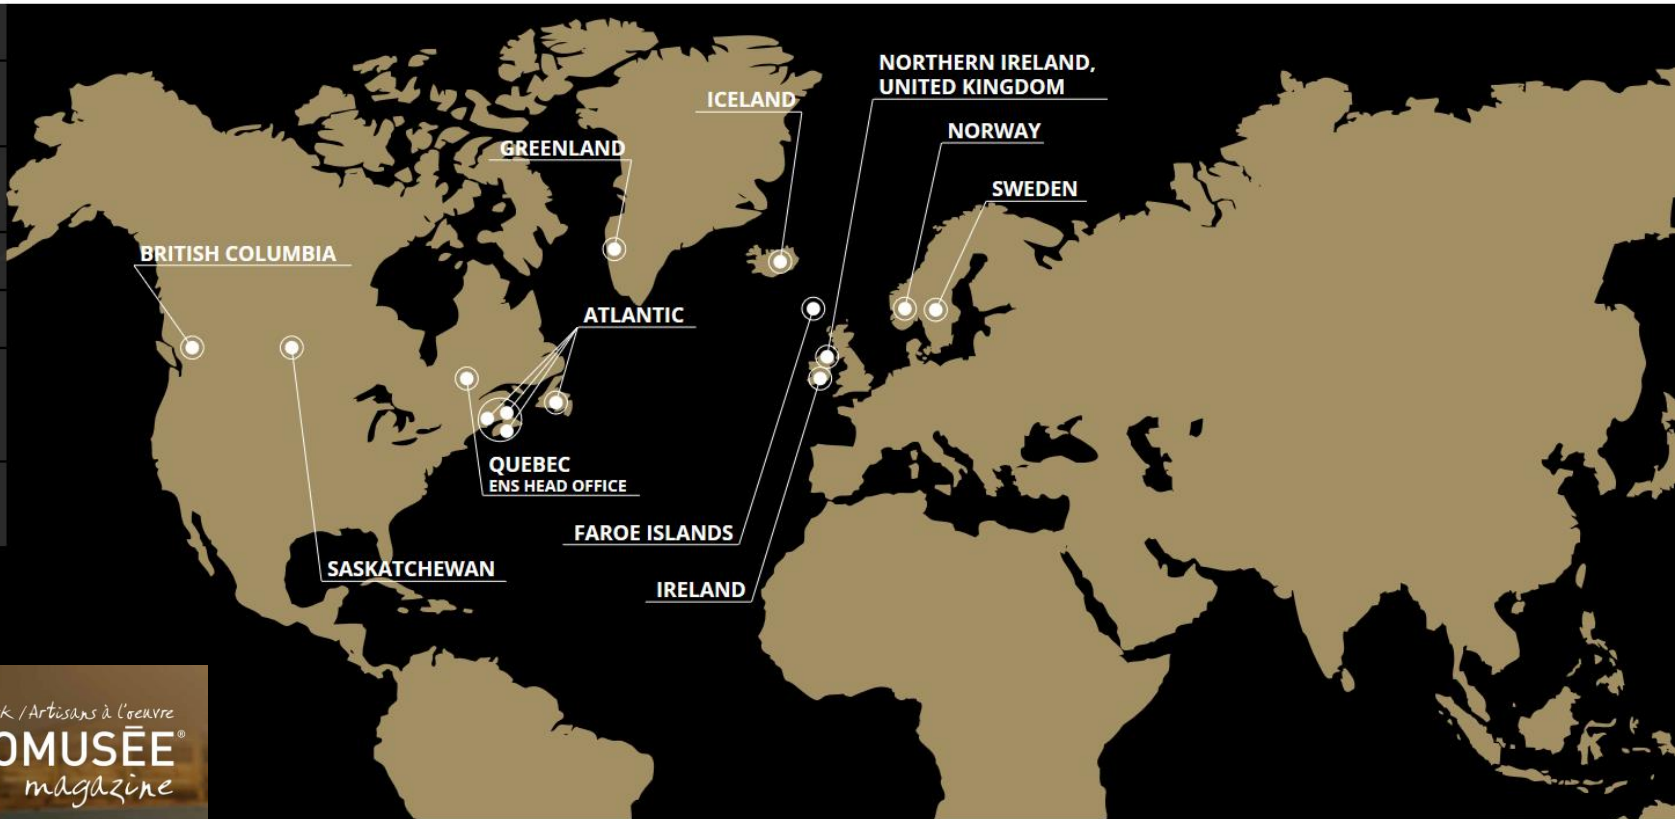 NORTHERN IRELAND,
UNITED KINGDOM
ICELAND
NORWAY
GREENLAND
SWEDEN
BRITISH COLUMBIA
ATLANTIC
QUEBEC
ENS HEAD OFFICE
FAROE ISLANDS
SASKATCHEWAN
IRELAND
/Artisans à l'oeuvre
OMUSĒE®
magazine